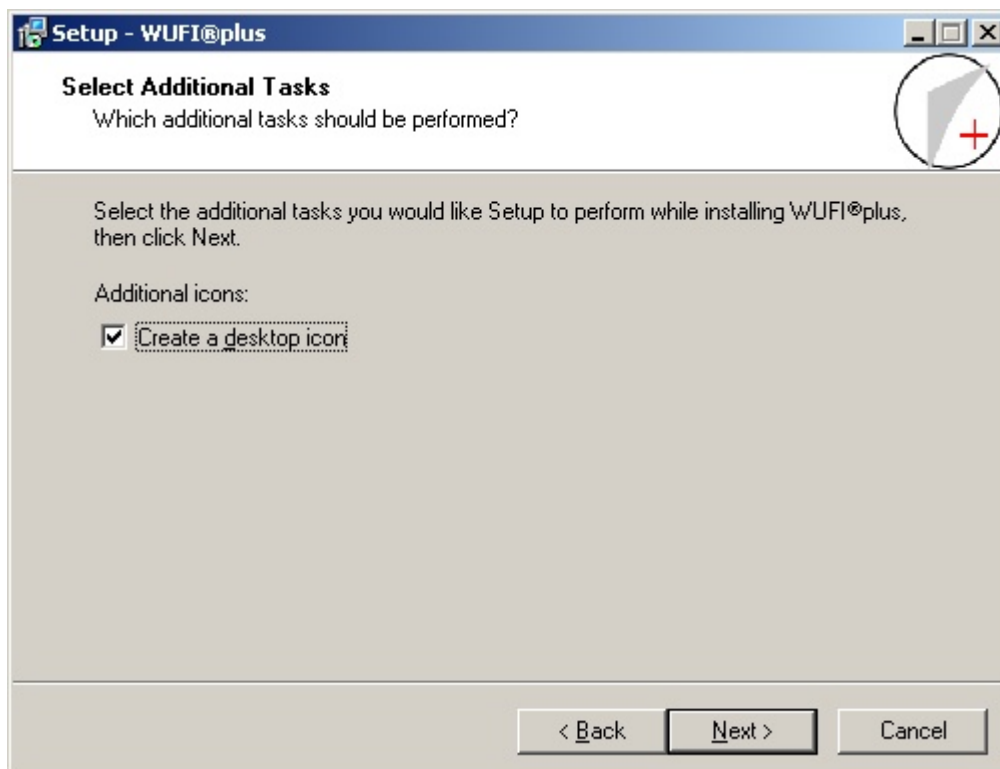 Setup - WUFI®plus
Select Additional Tasks
Which additional tasks should be performed?
Select the additional tasks you would like Setup to perform while installing WUFI®plus,
then click Next.
Additional icons:
Create a desktop icon
< Back
Next >
Cancel